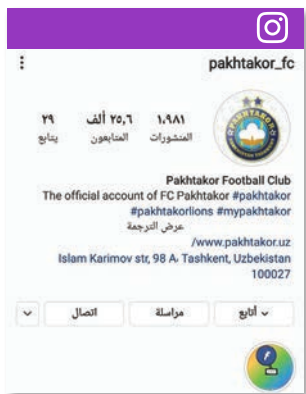 pakhtakor_fc
PAKHTAKOR
١،٩٨١ ٢٥,٦ ألف ٢٩
المنشورات المتابعون يتابع
Pakhtakor Football Club
The official account of FC Pakhtakor #pakhtakor
#pakhtakorlions #mypakhtakor
عرض الترجمة
/www.pakhtakor.uz
Islam Karimov str, 98 A، Tashkent, Uzbekistan
100027
أتابع مراسلة اتصال